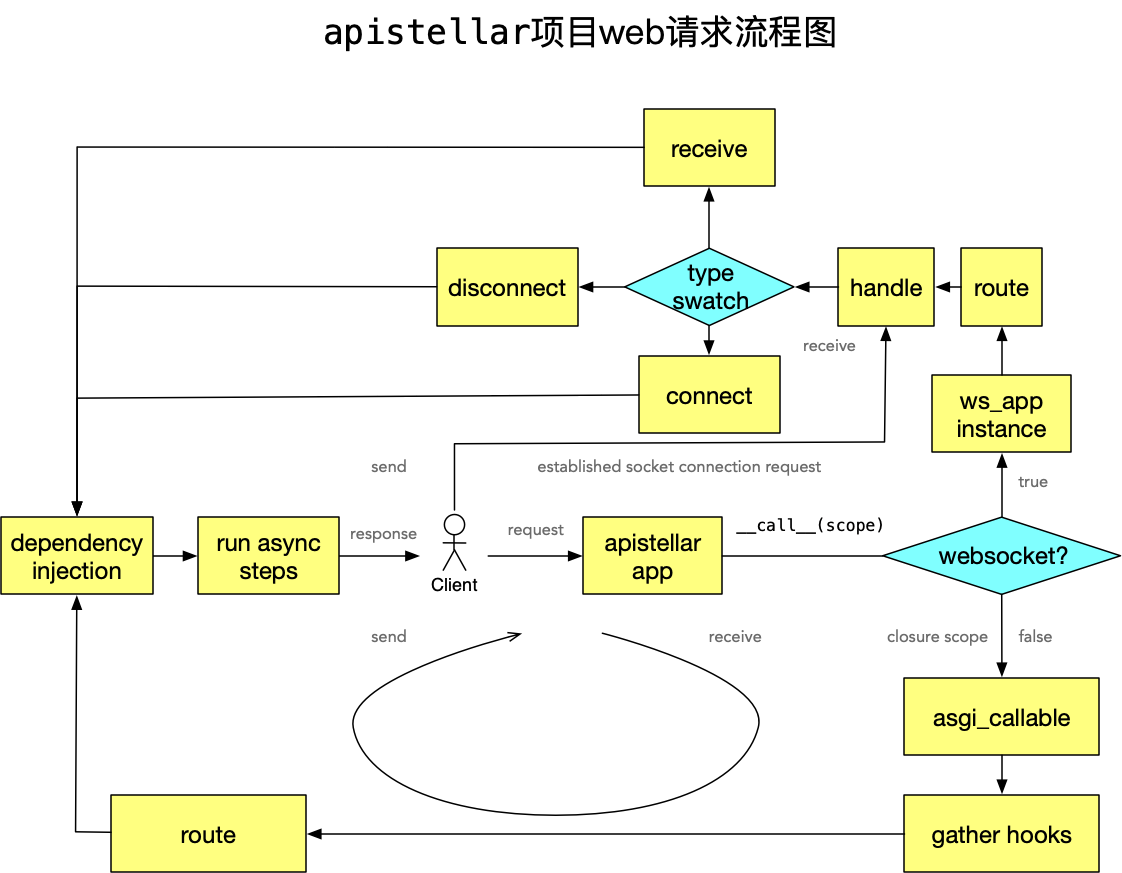 apistellar项目web请求流程图
receive
disconnect
type
swatch
handle
route
receive
connect
ws_app
instance
send
established socket connection request
true
dependency
injection
run async
steps
response
Client
request
apistellar
app
__call__(scope)
websocket?
send
receive
closure scope
false
asgi_callable
route
gather hooks